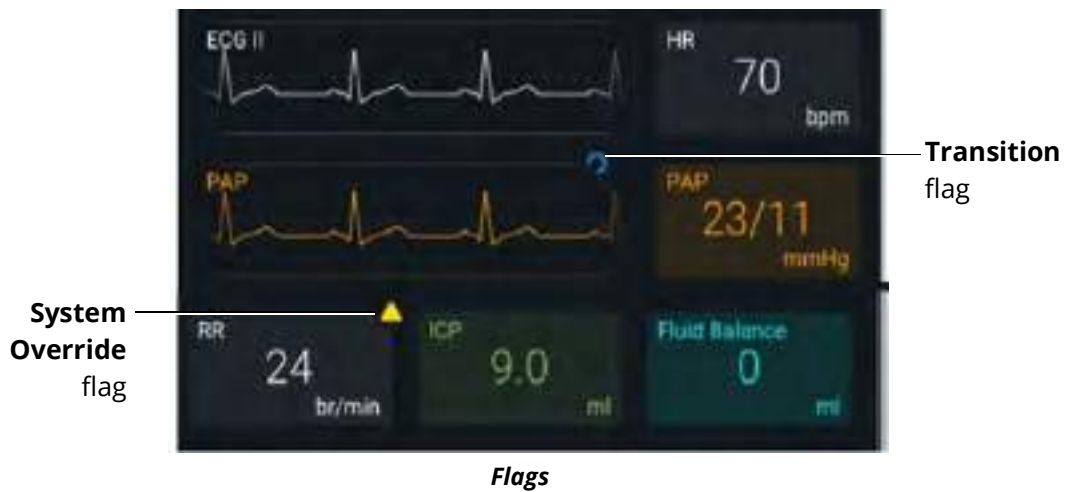 ECG II
HR
70
bpm
Transition
flag
PAP
PAP
23/11
mmHg
System
Override
flag
RR
24
br/min
ICP
9.0
ml
Fluid Balance
0
ml
Flags